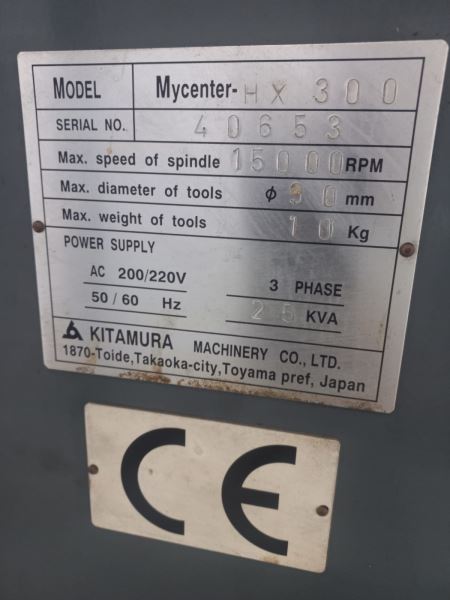 MODEL Mycenter-HX 300
SERIAL NO. 40653
Max. speed of spindle 15000 RPM
Max. diameter of tools φ 90 mm
Max. weight of tools 10 Kg
POWER SUPPLY
AC 200/220V 3 PHASE
50/60 Hz 25 KVA
KITAMURA MACHINERY CO., LTD.
1870-Toide,Takaoka-city,Toyama pref, Japan
CE